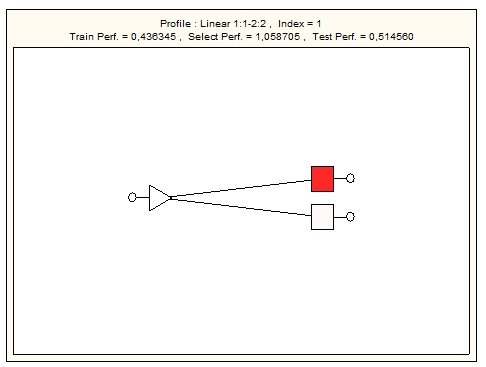 Profile : Linear 1:1-2:2 , Index = 1
Train Perf. = 0,436345 , Select Perf. = 1,058705 , Test Perf. = 0,514560